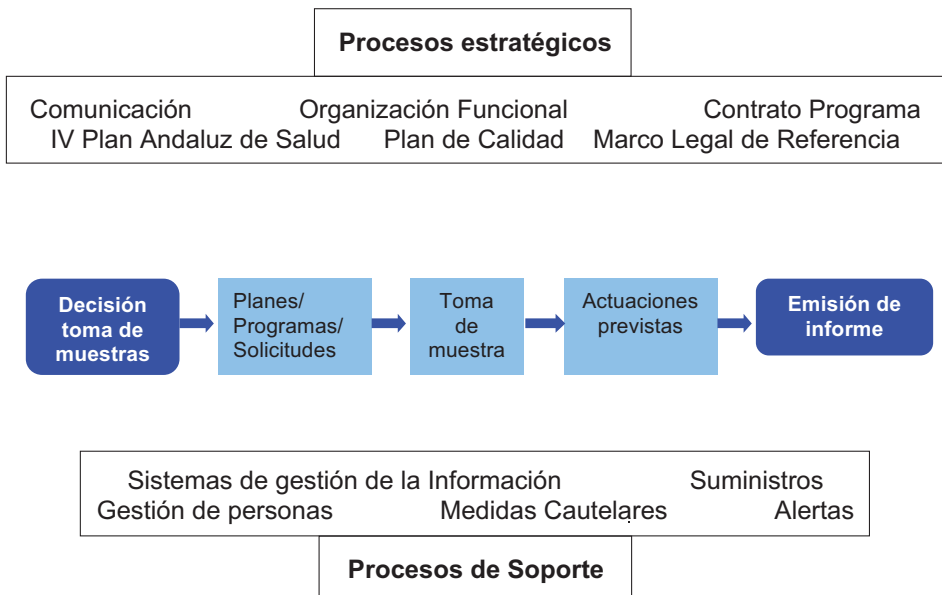 Procesos estratégicos
Comunicación Organización Funcional Contrato Programa
IV Plan Andaluz de Salud Plan de Calidad Marco Legal de Referencia
Decisión
toma de
muestras
Planes/
Programas/
Solicitudes
Toma
de
muestra
Actuaciones
previstas
Emisión de
informe
Sistemas de gestión de la Información Suministros
Gestión de personas Medidas Cautelares Alertas
Procesos de Soporte